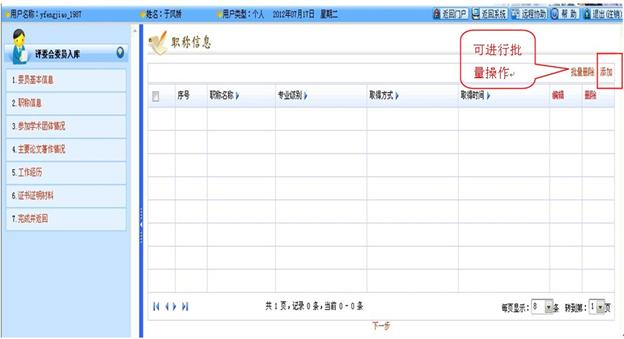 用户名称：yfengjiao_1987 姓名：于凤娇 用户类型：个人 2012年07月17日 星期二 返回门户 返回系统 远程协助 帮助 退出(注销)
评委会委员入库
1.委员基本信息
2.职称信息
3.参加学术团体情况
4.主要论文著作情况
5.工作经历
6.证书证明材料
7.完成并返回
职称信息
可进行批
量操作
批量删除 添加
序号 职称名称 专业级别 取得方式 取得时间 编辑 删除
共 1 页，记录 0 条，当前 0 - 0 条 每页显示：8 条 转到第：1 页
下一步